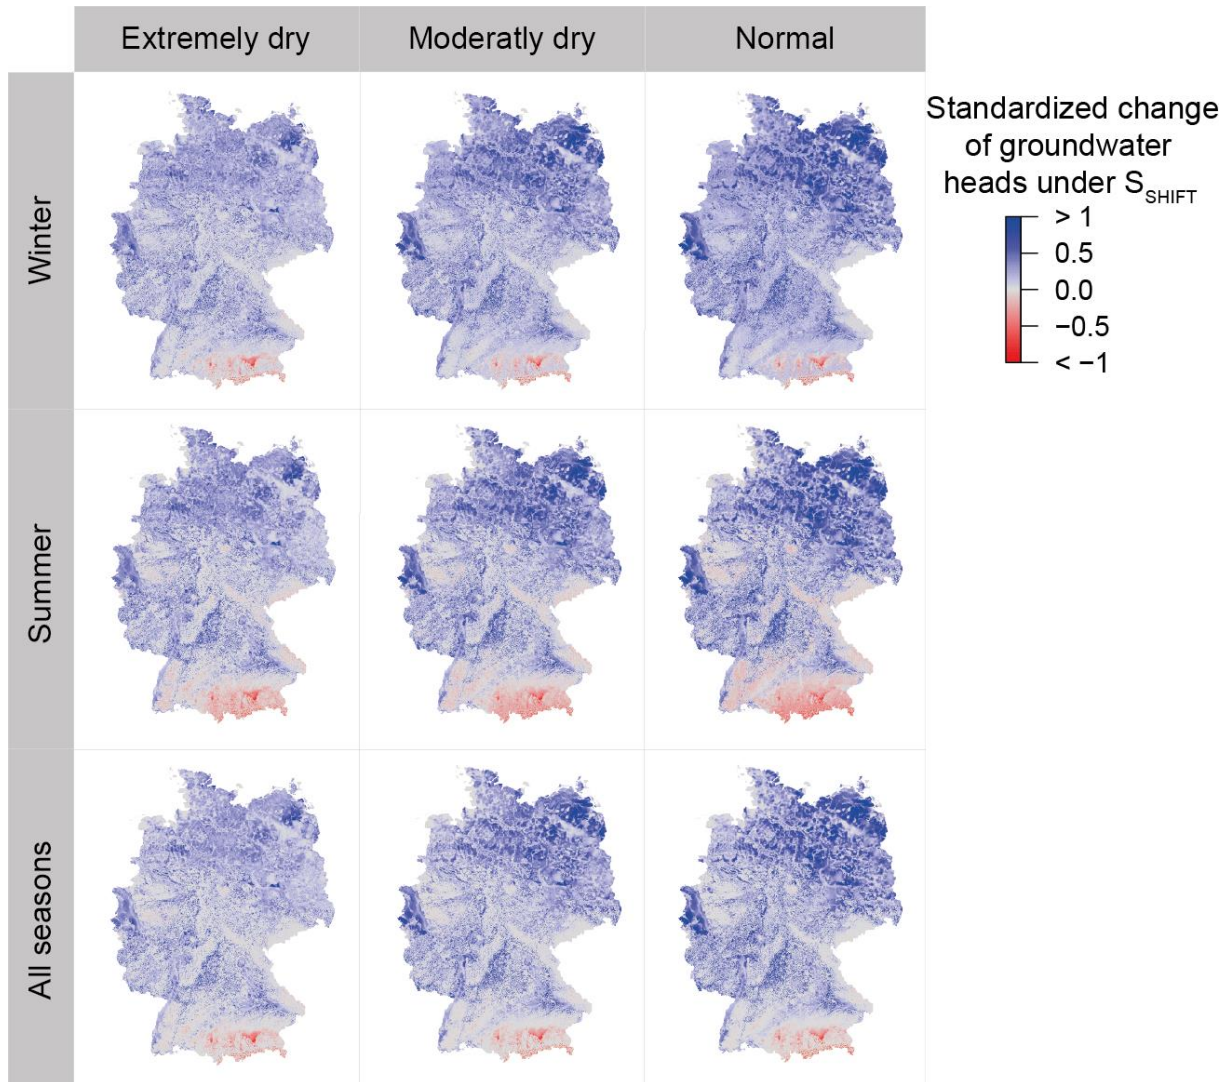 Extremely dry
Moderatly dry
Normal
Winter
Summer
All seasons
Standardized change
of groundwater
heads under S_SHIFT
> 1
0.5
0.0
−0.5
< −1